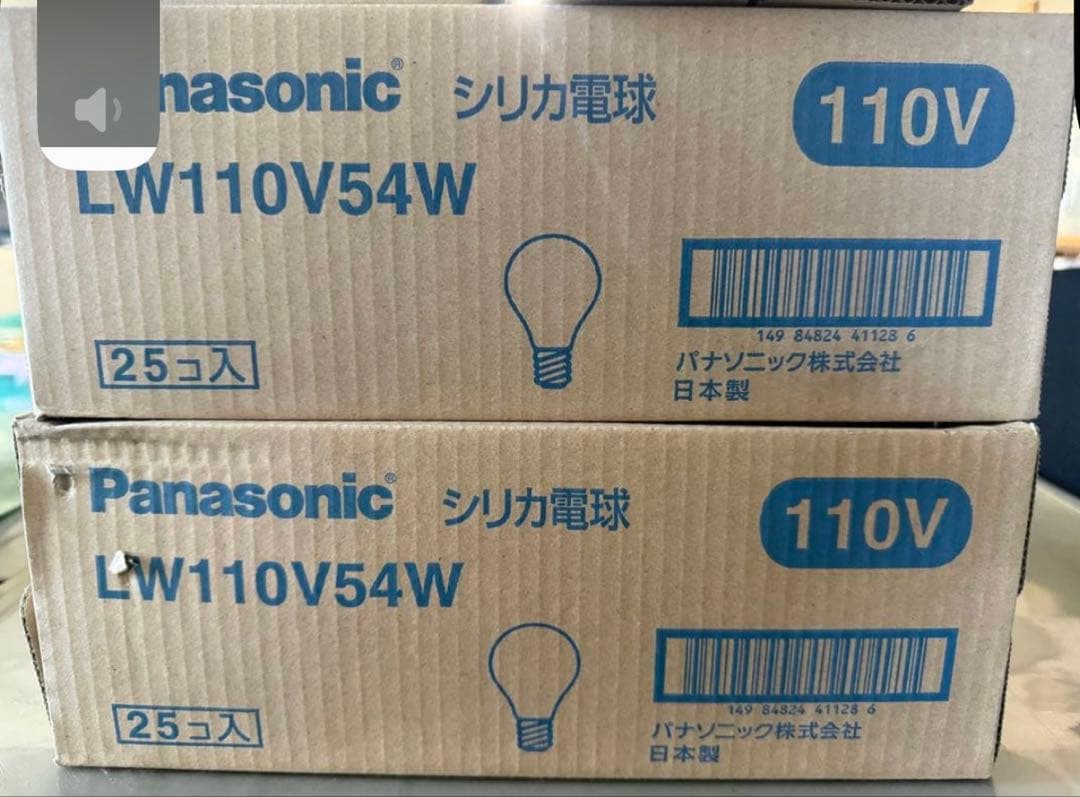 nasonic® シリカ電球 110V
LW110V54W
149 84824 41128 6
パナソニック株式会社
日本製
25コ入
Panasonic® シリカ電球 110V
LW110V54W
149 84824 41128 6
パナソニック株式会社
日本製
25コ入